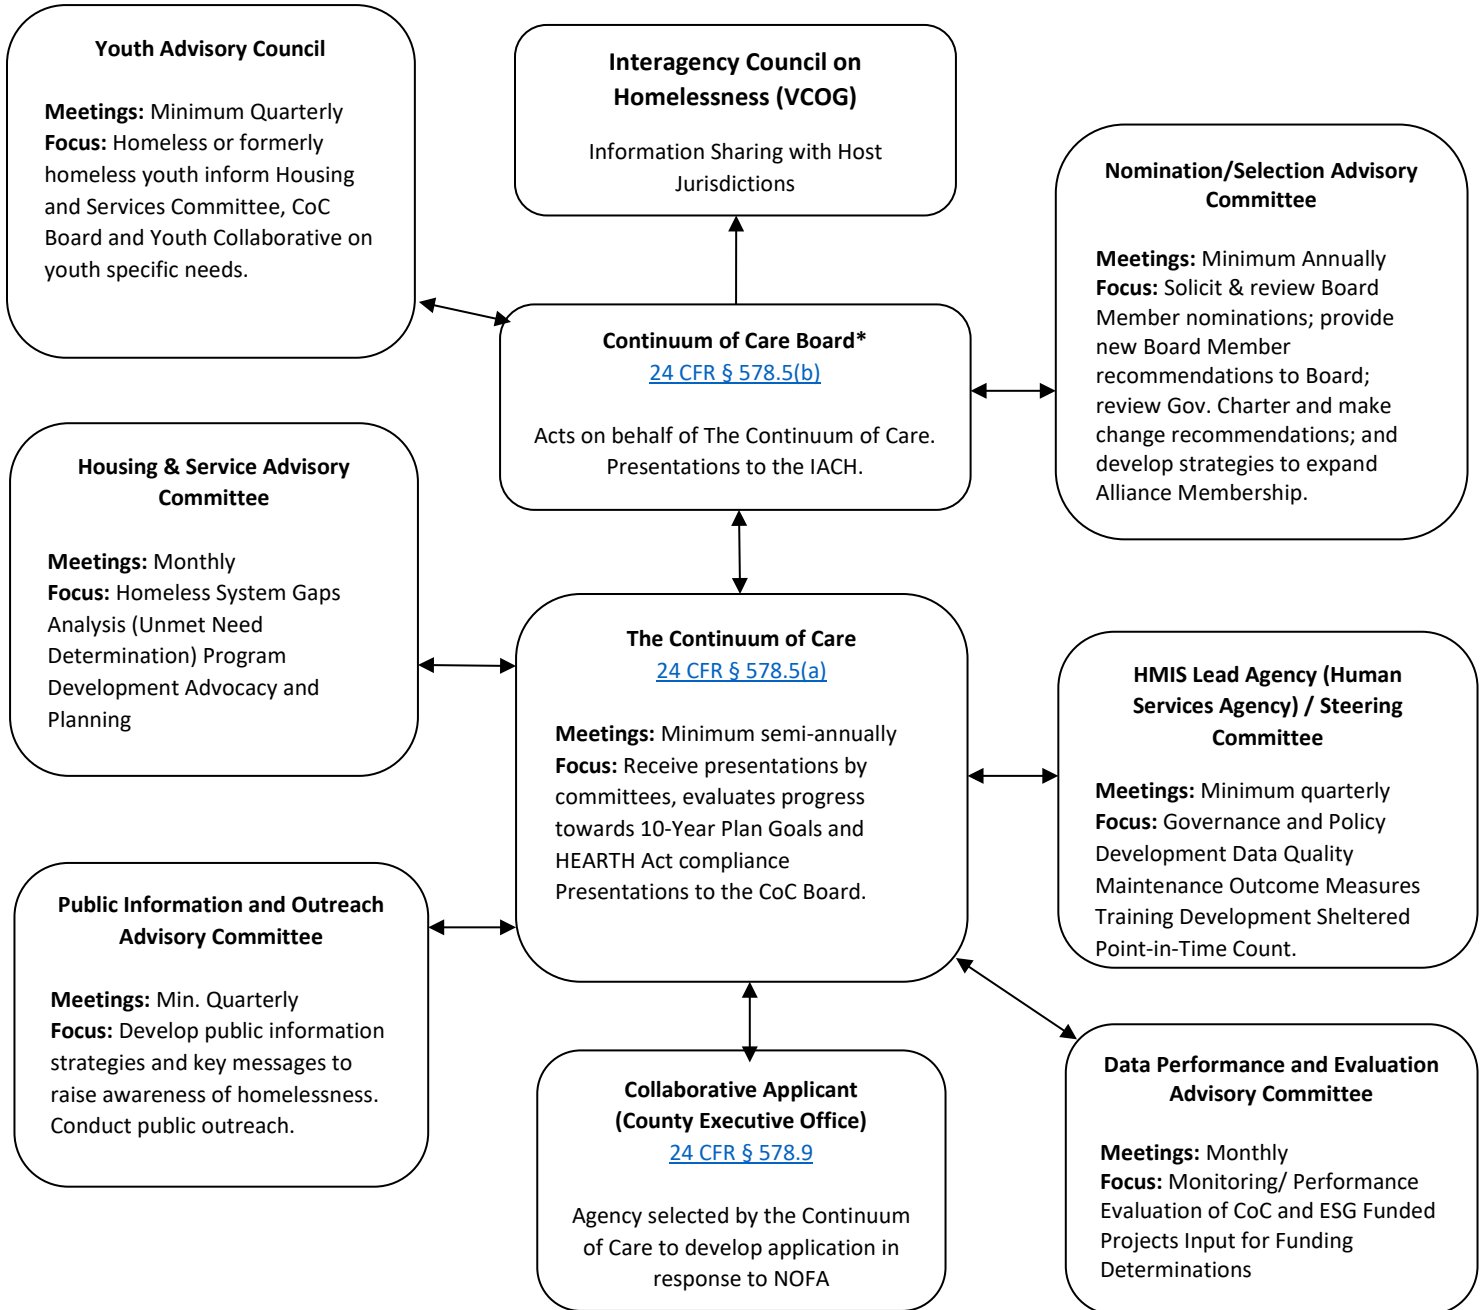 Youth Advisory Council
Meetings: Minimum Quarterly
Focus: Homeless or formerly
homeless youth inform Housing
and Services Committee, CoC
Board and Youth Collaborative on
youth specific needs.
Interagency Council on
Homelessness (VCOG)
Information Sharing with Host
Jurisdictions
Nomination/Selection Advisory
Committee
Meetings: Minimum Annually
Focus: Solicit & review Board
Member nominations; provide
new Board Member
recommendations to Board;
review Gov. Charter and make
change recommendations; and
develop strategies to expand
Alliance Membership.
Continuum of Care Board*
24 CFR § 578.5(b)
Acts on behalf of The Continuum of Care.
Presentations to the IACH.
Housing & Service Advisory
Committee
Meetings: Monthly
Focus: Homeless System Gaps
Analysis (Unmet Need
Determination) Program
Development Advocacy and
Planning
The Continuum of Care
24 CFR § 578.5(a)
Meetings: Minimum semi-annually
Focus: Receive presentations by
committees, evaluates progress
towards 10-Year Plan Goals and
HEARTH Act compliance
Presentations to the CoC Board.
HMIS Lead Agency (Human
Services Agency) / Steering
Committee
Meetings: Minimum quarterly
Focus: Governance and Policy
Development Data Quality
Maintenance Outcome Measures
Training Development Sheltered
Point-in-Time Count.
Public Information and Outreach
Advisory Committee
Meetings: Min. Quarterly
Focus: Develop public information
strategies and key messages to
raise awareness of homelessness.
Conduct public outreach.
Collaborative Applicant
(County Executive Office)
24 CFR § 578.9
Agency selected by the Continuum
of Care to develop application in
response to NOFA
Data Performance and Evaluation
Advisory Committee
Meetings: Monthly
Focus: Monitoring/ Performance
Evaluation of CoC and ESG Funded
Projects Input for Funding
Determinations